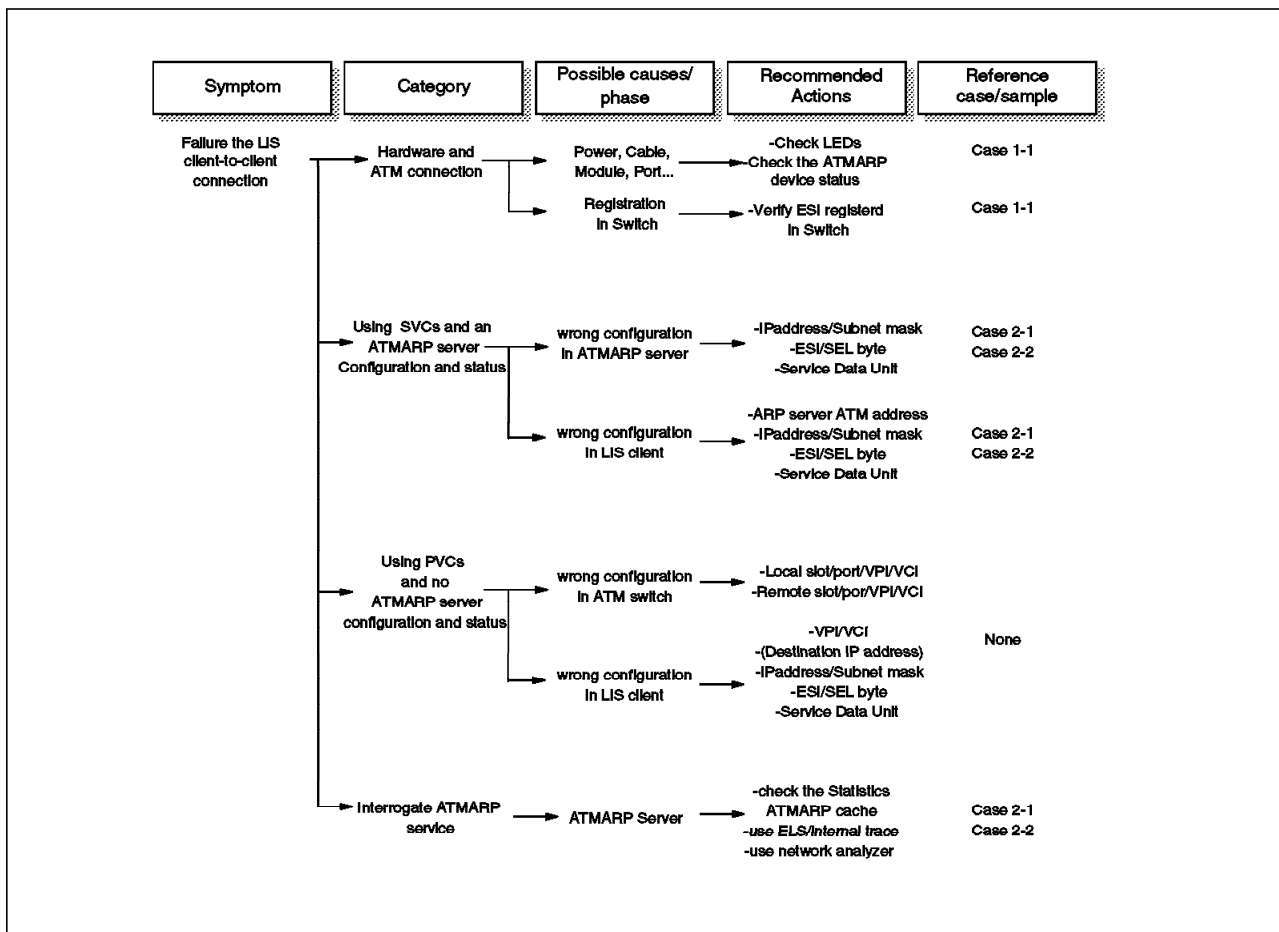 Symptom
Category
Possible causes/
phase
Recommended
Actions
Reference
case/sample
Failure the LIS
client-to-client
connection
Hardware and
ATM connection
Power, Cable,
Module, Port...
-Check LEDs
-Check the ATMARP
device status
Case 1-1
Registration
in Switch
-Verify ESI registerd
in Switch
Case 1-1
Using SVCs and an
ATMARP server
Configuration and status
wrong configuration
in ATMARP server
-IPaddress/Subnet mask
-ESI/SEL byte
-Service Data Unit
Case 2-1
Case 2-2
wrong configuration
in LIS client
-ARP server ATM address
-IPaddress/Subnet mask
-ESI/SEL byte
-Service Data Unit
Case 2-1
Case 2-2
Using PVCs
and no
ATMARP server
configuration and status
wrong configuration
in ATM switch
-Local slot/port/VPI/VCI
-Remote slot/por/VPI/VCI
wrong configuration
in LIS client
-VPI/VCI
-(Destination IP address)
-IPaddress/Subnet mask
-ESI/SEL byte
-Service Data Unit
None
Interrogate ATMARP
service
ATMARP Server
-check the Statistics
ATMARP cache
-use ELS/Internal trace
-use network analyzer
Case 2-1
Case 2-2